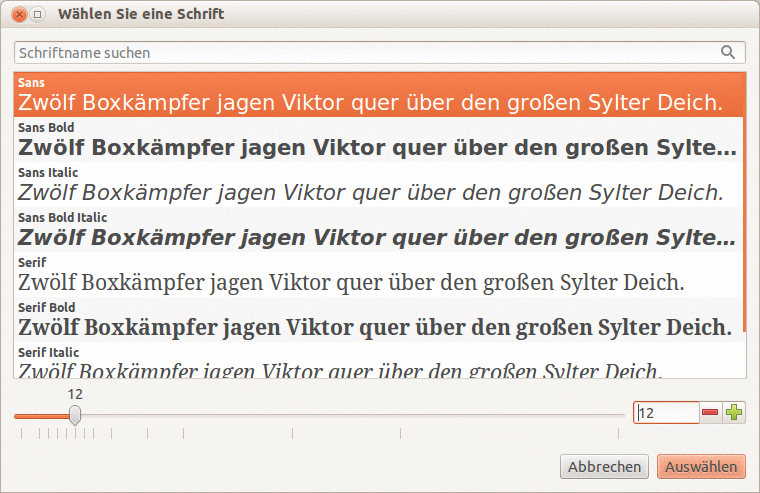 Wählen Sie eine Schrift
Schriftname suchen
Sans
Zwölf Boxkämpfer jagen Viktor quer über den großen Sylter Deich.
Sans Bold
Zwölf Boxkämpfer jagen Viktor quer über den großen Sylte…
Sans Italic
Zwölf Boxkämpfer jagen Viktor quer über den großen Sylter Deich.
Sans Bold Italic
Zwölf Boxkämpfer jagen Viktor quer über den großen Sylte…
Serif
Zwölf Boxkämpfer jagen Viktor quer über den großen Sylter Deich.
Serif Bold
Zwölf Boxkämpfer jagen Viktor quer über den großen Sylter Deich.
Serif Italic
Zwölf Boxkämpfer jagen Viktor quer über den großen Sylter Deich.
12
12
Abbrechen
Auswählen